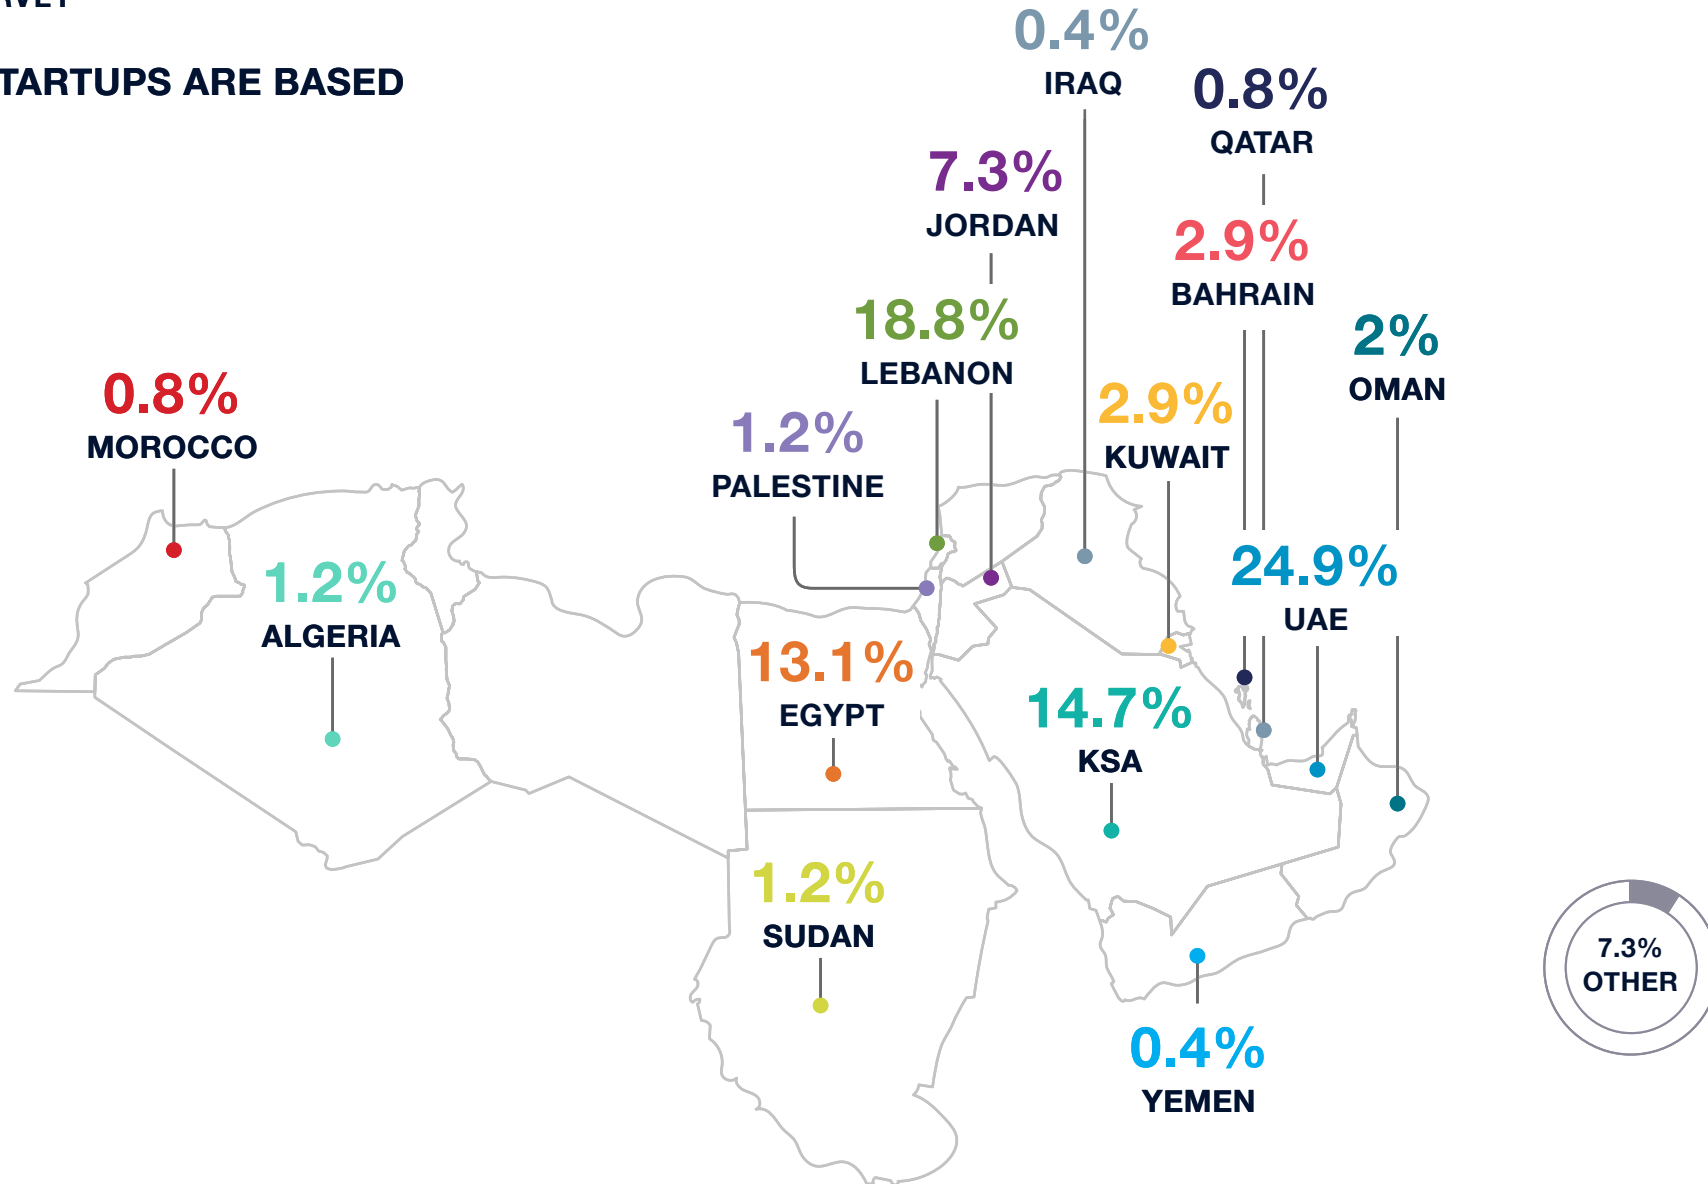 TARTUPS ARE BASED
0.4%
IRAQ
0.8%
QATAR
7.3%
JORDAN
2.9%
BAHRAIN
18.8%
LEBANON
2%
OMAN
0.8%
MOROCCO
2.9%
KUWAIT
1.2%
PALESTINE
24.9%
UAE
1.2%
ALGERIA
13.1%
EGYPT
14.7%
KSA
1.2%
SUDAN
7.3%
OTHER
0.4%
YEMEN